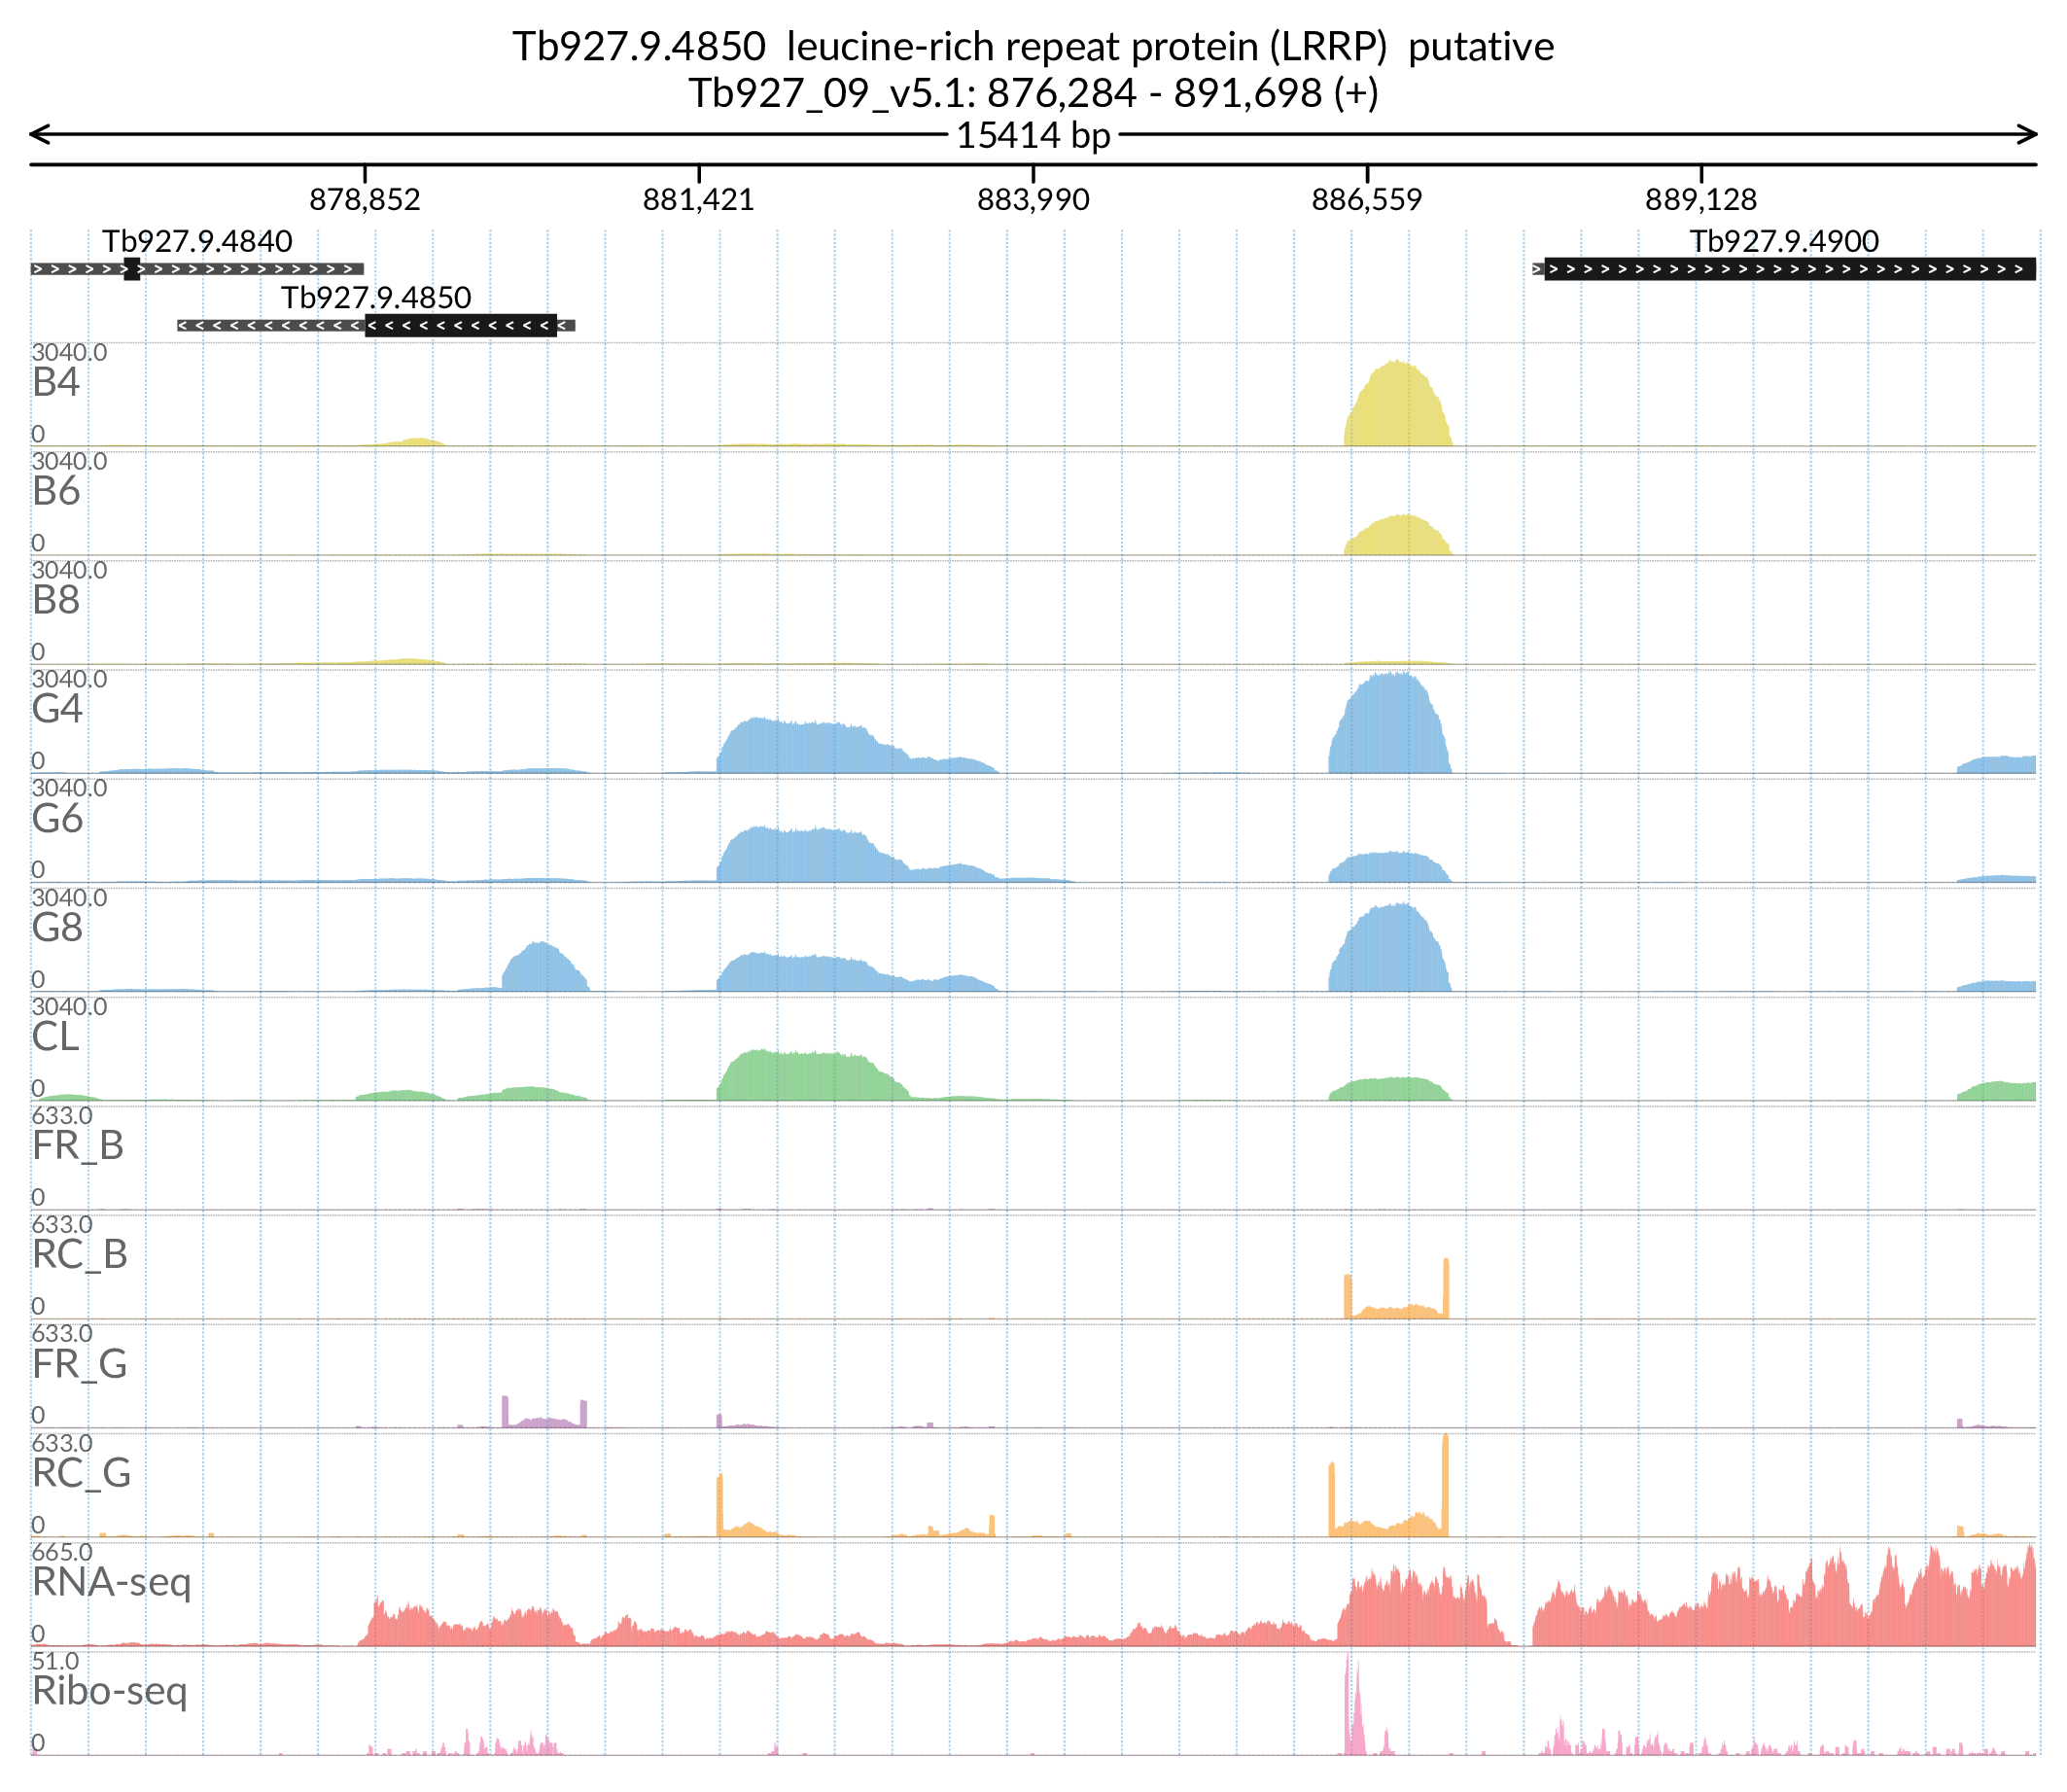 Tb927.9.4850 leucine-rich repeat protein (LRRP) putative
Tb927_09_v5.1: 876,284 - 891,698 (+)
15414 bp
878,852 881,421 883,990 886,559 889,128
Tb927.9.4840 Tb927.9.4900
Tb927.9.4850
3040.0
B4
0
3040.0
B6
0
3040.0
B8
0
3040.0
G4
0
3040.0
G6
0
3040.0
G8
0
3040.0
CL
0
633.0
FR_B
0
633.0
RC_B
0
633.0
FR_G
0
633.0
RC_G
0
665.0
RNA-seq
0
51.0
Ribo-seq
0